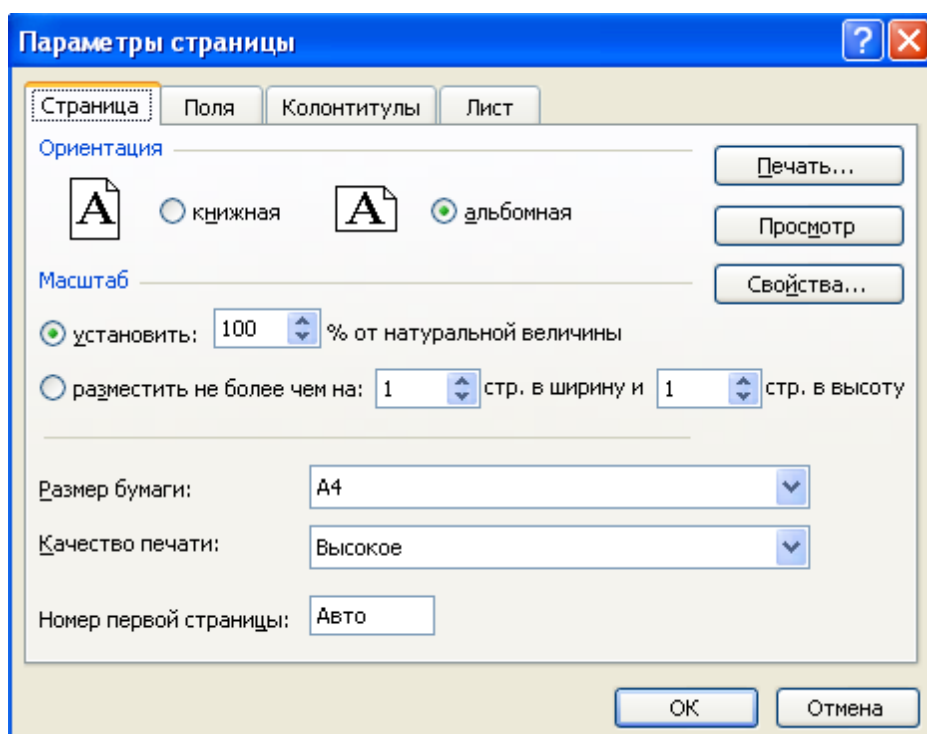 Параметры страницы
?
Страница Поля Колонтитулы Лист
Ориентация
Печать...
A книжная A альбомная
Просмотр
Масштаб
Свойства...
установить: 100 % от натуральной величины
разместить не более чем на: 1 стр. в ширину и 1 стр. в высоту
Размер бумаги: A4
Качество печати: Высокое
Номер первой страницы: Авто
ОК Отмена